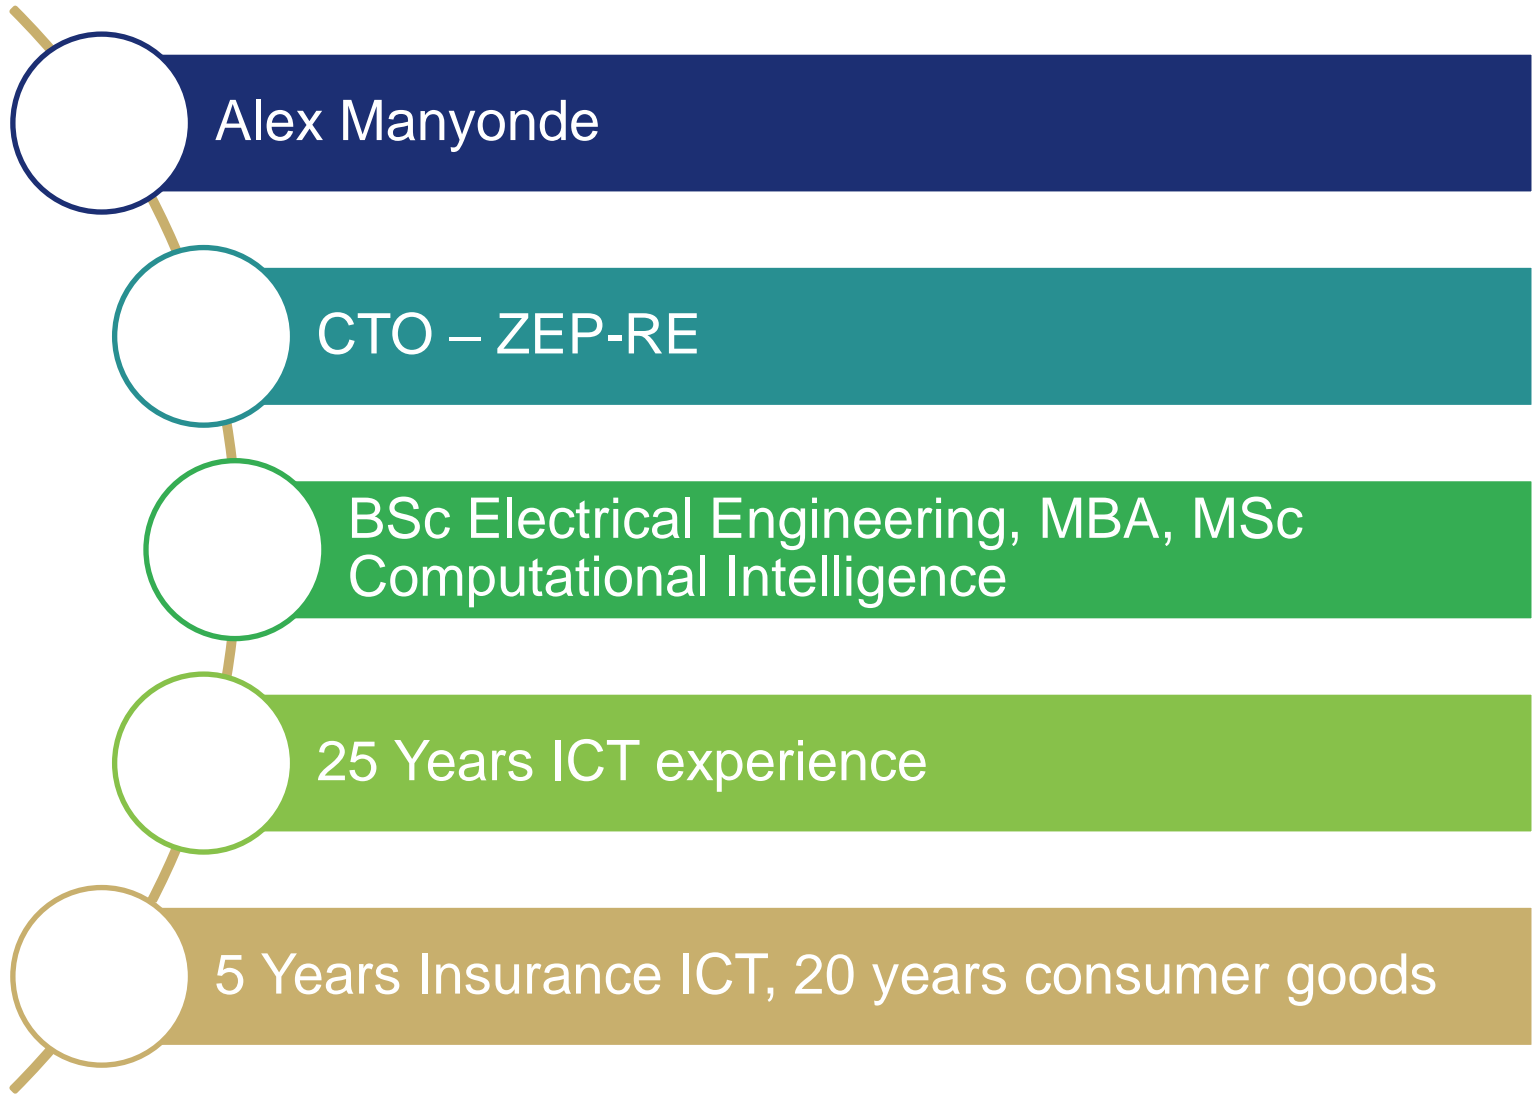 Alex Manyonde
CTO – ZEP-RE
BSc Electrical Engineering, MBA, MSc
Computational Intelligence
25 Years ICT experience
5 Years Insurance ICT, 20 years consumer goods